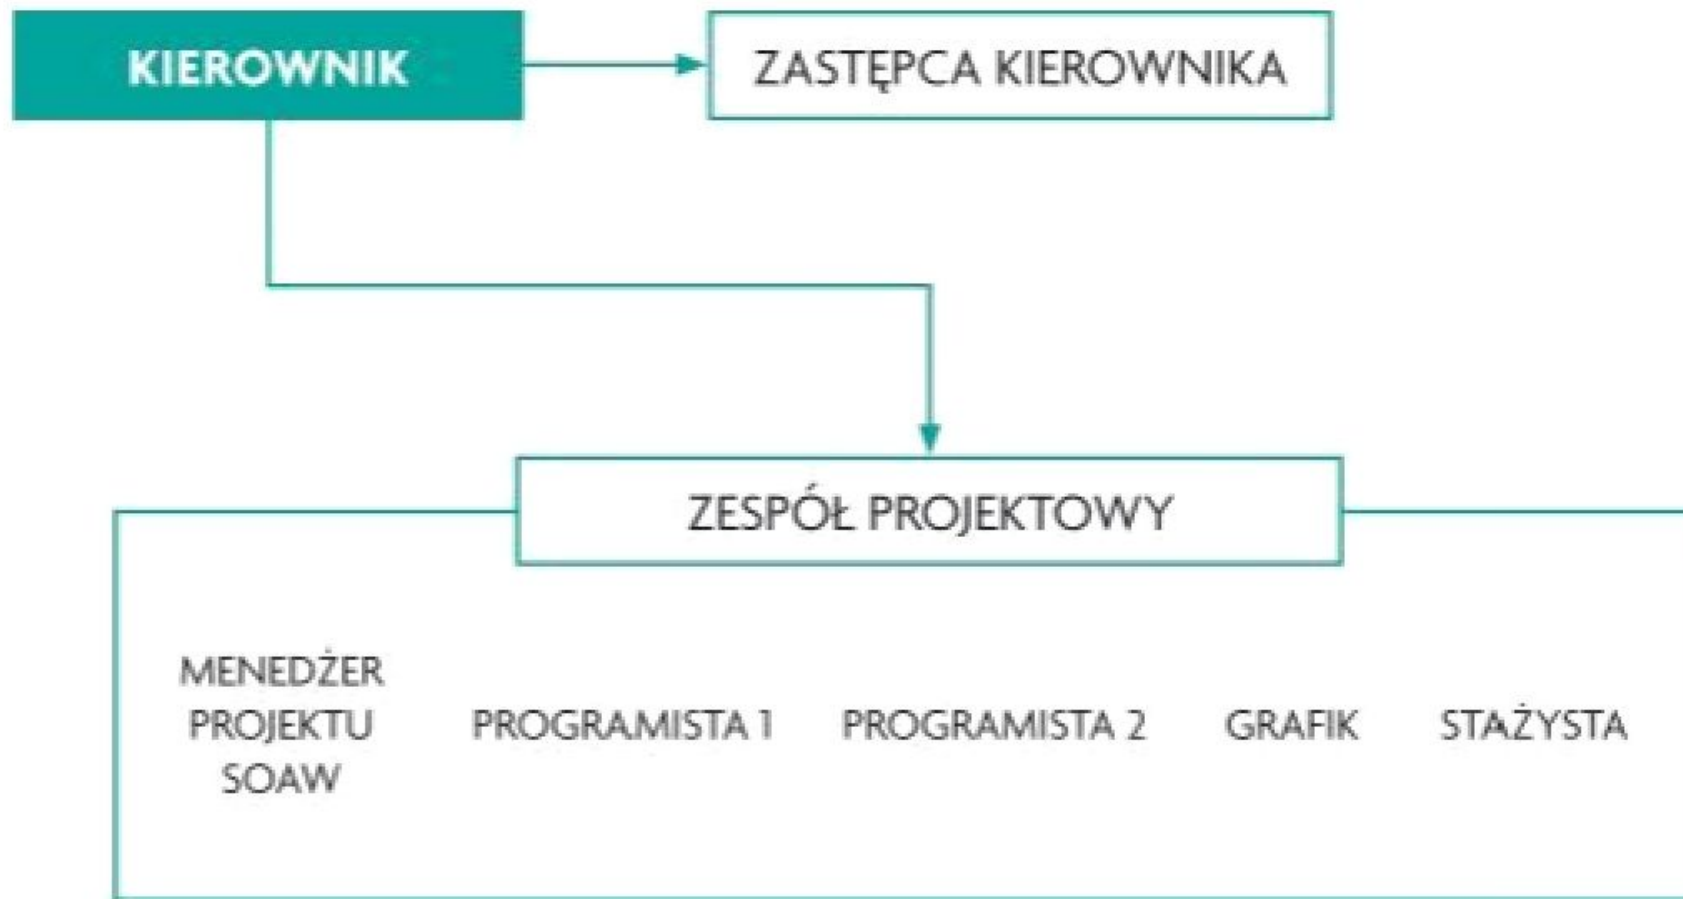 KIEROWNIK
ZASTĘPCA KIEROWNIKA
ZESPÓŁ PROJEKTOWY
MENEDŻER
PROJEKTU
SOAW
PROGRAMISTA 1
PROGRAMISTA 2
GRAFIK
STAŻYSTA